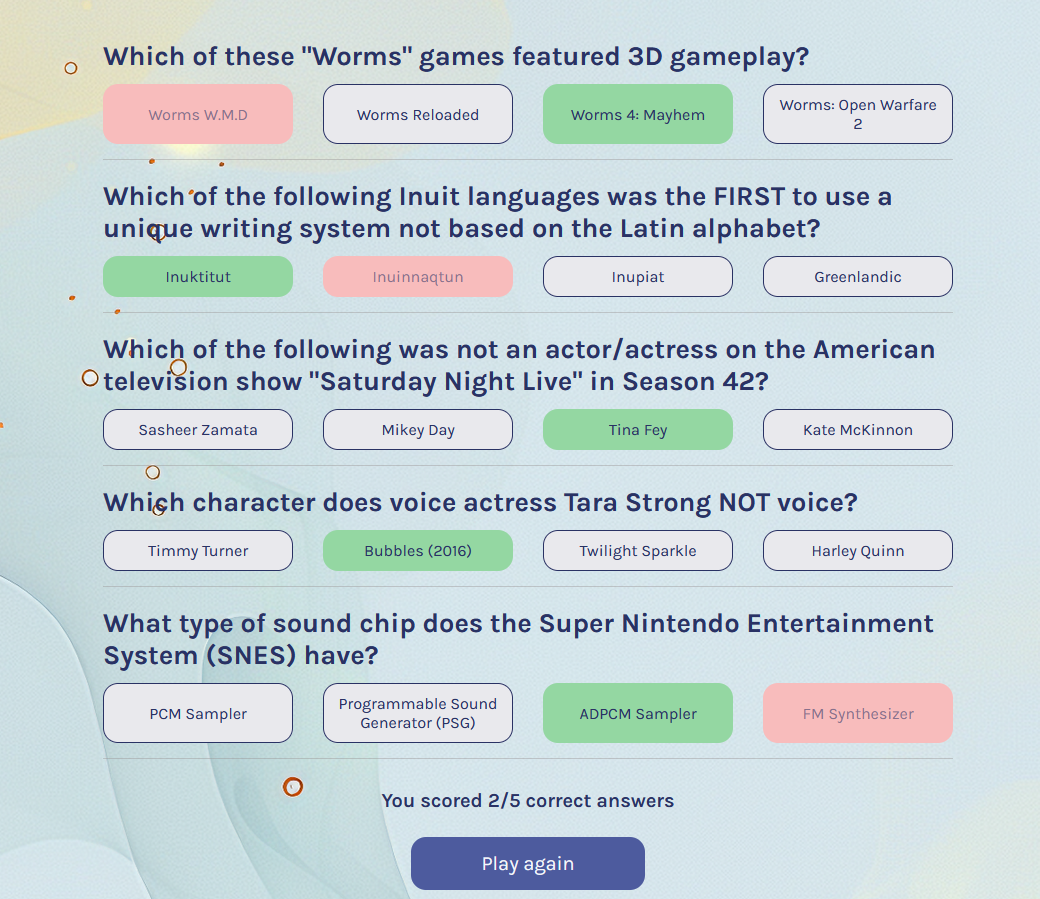 Which of these "Worms" games featured 3D gameplay?
Worms W.M.D
Worms Reloaded
Worms 4: Mayhem
Worms: Open Warfare
2
Which of the following Inuit languages was the FIRST to use a
unique writing system not based on the Latin alphabet?
Inuktitut
Inuinnaqtun
Inupiat
Greenlandic
Which of the following was not an actor/actress on the American
television show "Saturday Night Live" in Season 42?
Sasheer Zamata
Mikey Day
Tina Fey
Kate McKinnon
Which character does voice actress Tara Strong NOT voice?
Timmy Turner
Bubbles (2016)
Twilight Sparkle
Harley Quinn
What type of sound chip does the Super Nintendo Entertainment
System (SNES) have?
PCM Sampler
Programmable Sound
Generator (PSG)
ADPCM Sampler
FM Synthesizer
You scored 2/5 correct answers
Play again